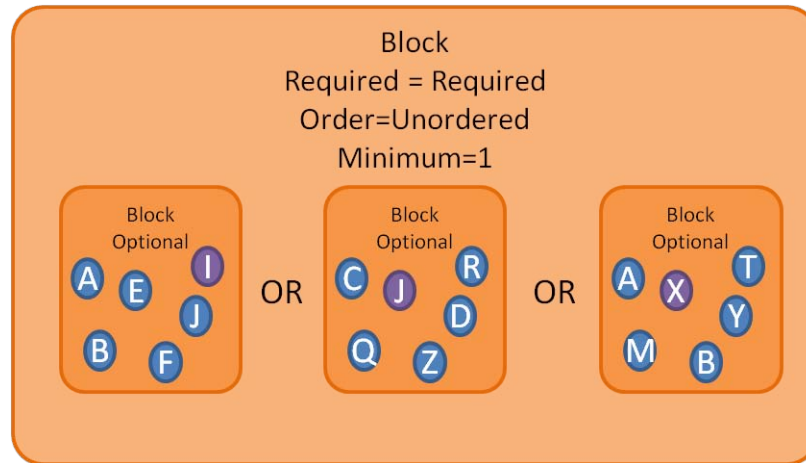 Block
Required = Required
Order=Unordered
Minimum=1
Block
Optional
A
E
I
J
B
F
OR
Block
Optional
C
J
R
D
Q
Z
OR
Block
Optional
A
X
T
Y
M
B